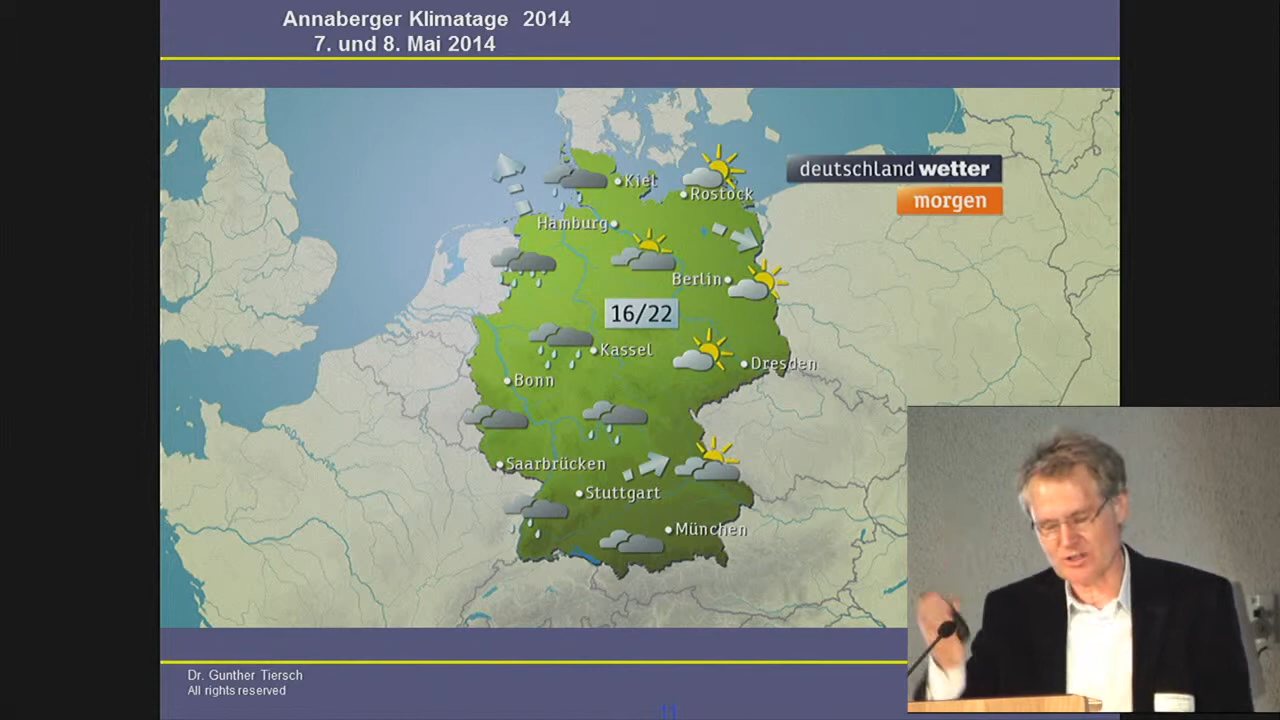 Annaberger Klimatage 2014
7. und 8. Mai 2014
deutschland wetter
morgen
Kiel
Rostock
Hamburg
Berlin
16/22
Kassel
Dresden
Bonn
Saarbrücken
Stuttgart
München
Dr. Gunther Tiersch
All rights reserved
11